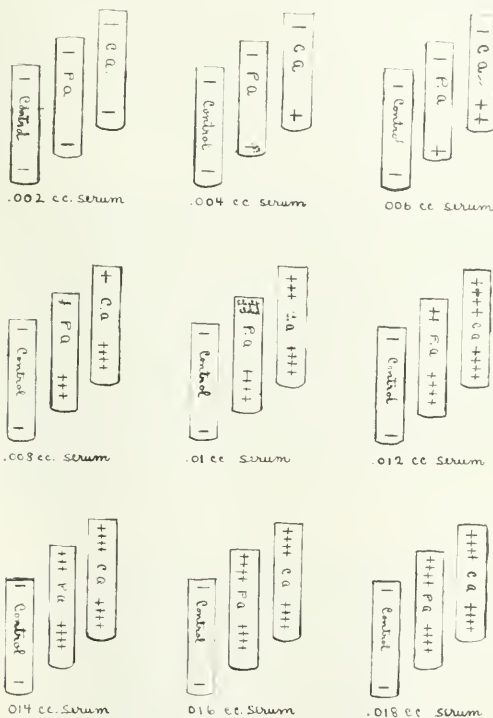 – Control –
– P.a –
– C a. –
.002 cc. serum
– Control –
– P a
– C a +
.004 cc serum
– Control –
– P.a +
– C a ++
006 cc serum
– Control –
P.a +++
+ C.a ++++
.008 cc. serum
– Control –
P.a ++++
+++ C.a ++++
.01 cc serum
– Control –
++ P.a ++++
++++ C a ++++
.012 cc serum
– Control –
+++ P a ++++
++++ C a ++++
014 cc. serum
– Control –
++++ P a ++++
++++ C a ++++
016 cc. serum
– Control –
++++ P a ++++
++++ C a ++++
.018 cc serum